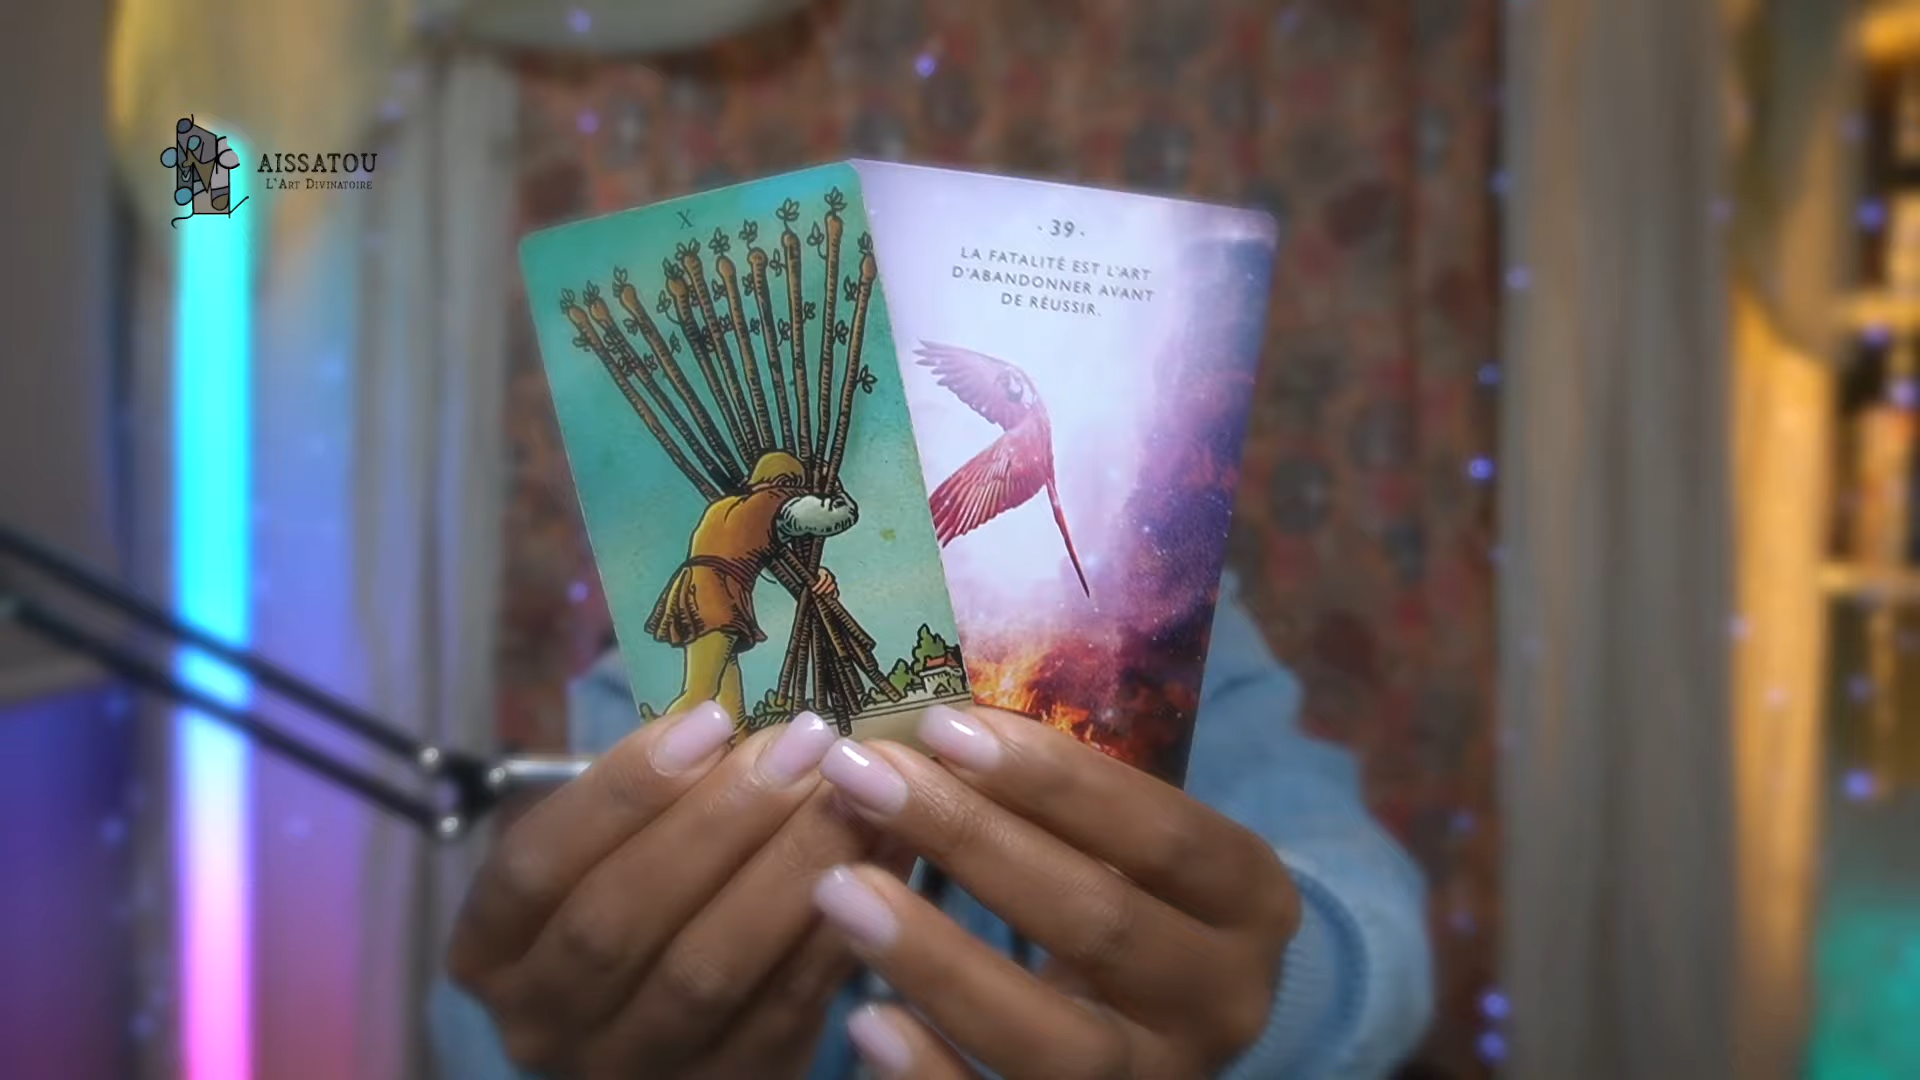 AISSATOU
L'ART DIVINATOIRE
X
· 39 ·
LA FATALITÉ EST L'ART
D'ABANDONNER AVANT
DE RÉUSSIR.